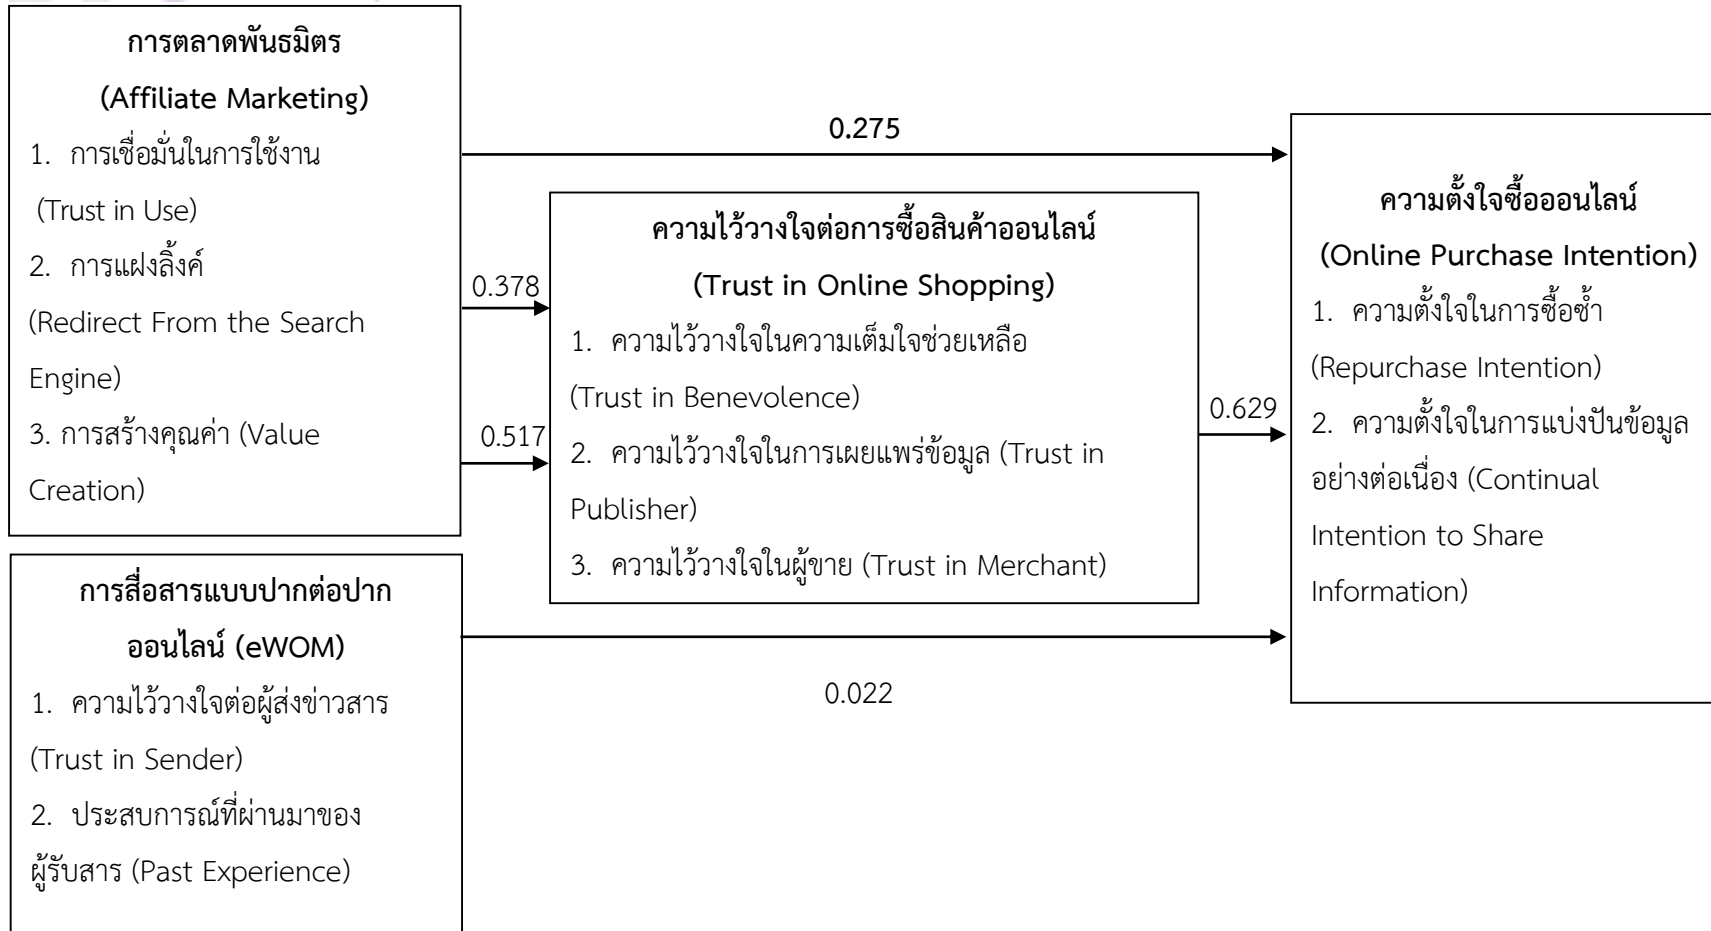 การตลาดพันธมิตร
(Affiliate Marketing)
1. การเชื่อมั่นในการใช้งาน
(Trust in Use)
2. การแฝงลิ้งค์
(Redirect From the Search
Engine)
3. การสร้างคุณค่า (Value
Creation)
การสื่อสารแบบปากต่อปาก
ออนไลน์ (eWOM)
1. ความไว้วางใจต่อผู้ส่งข่าวสาร
(Trust in Sender)
2. ประสบการณ์ที่ผ่านมาของ
ผู้รับสาร (Past Experience)
0.275
0.378
0.517
ความไว้วางใจต่อการซื้อสินค้าออนไลน์
(Trust in Online Shopping)
1. ความไว้วางใจในความเต็มใจช่วยเหลือ
(Trust in Benevolence)
2. ความไว้วางใจในการเผยแพร่ข้อมูล (Trust in
Publisher)
3. ความไว้วางใจในผู้ขาย (Trust in Merchant)
0.629
0.022
ความตั้งใจซื้อออนไลน์
(Online Purchase Intention)
1. ความตั้งใจในการซื้อซ้ำ
(Repurchase Intention)
2. ความตั้งใจในการแบ่งปันข้อมูล
อย่างต่อเนื่อง (Continual
Intention to Share
Information)